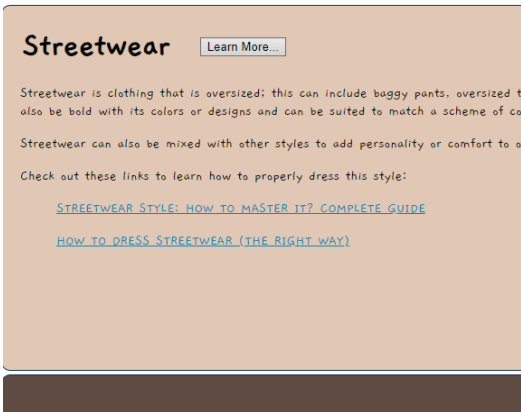 Streetwear
Learn More...
Streetwear is clothing that is oversized; this can include baggy pants, oversized
also be bold with its colors or designs and can be suited to match a scheme of
Streetwear can also be mixed with other styles to add personality or comfort to
Check out these links to learn how to properly dress this style:
STREETWEAR STYLE: HOW TO MASTER IT? COMPLETE GUIDE
HOW TO DRESS STREETWEAR (THE RIGHT WAY)